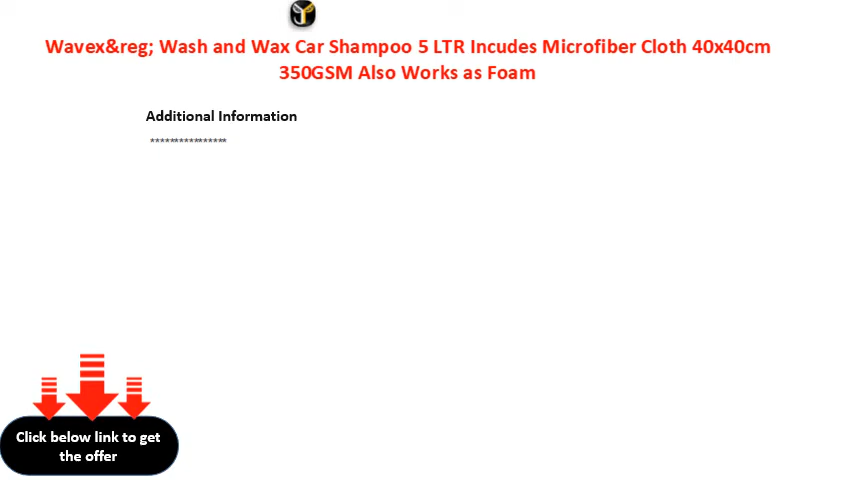 Wavex&reg; Wash and Wax Car Shampoo 5 LTR Incudes Microfiber Cloth 40x40cm
350GSM Also Works as Foam
Additional Information
****************
Click below link to get
the offer